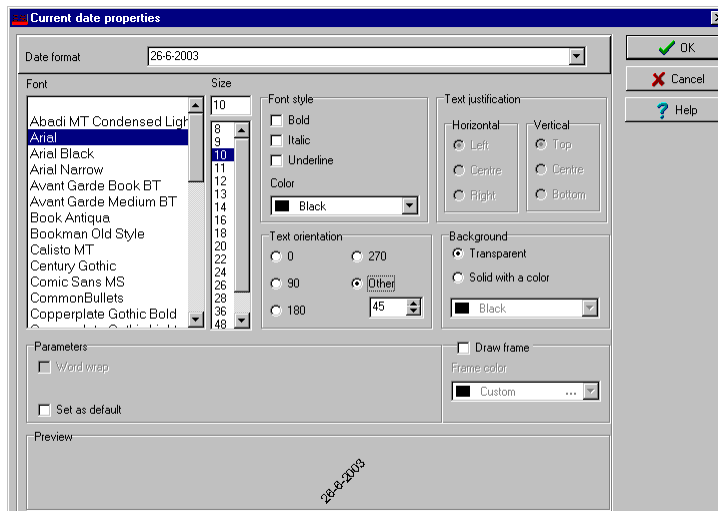 Current date properties
Date format
26-6-2003
OK
Cancel
Help
Font
Abadi MT Condensed Ligh
Arial
Arial Black
Arial Narrow
Avant Garde Book BT
Avant Garde Medium BT
Book Antiqua
Bookman Old Style
Calisto MT
Century Gothic
Comic Sans MS
CommonBullets
Copperplate Gothic Bold
Size
10
8
9
10
11
12
13
14
16
18
20
22
24
26
28
36
48
Font style
Bold
Italic
Underline
Color
Black
Text justification
Horizontal
Left
Centre
Right
Vertical
Top
Centre
Bottom
Text orientation
0
90
180
270
Other
45
Background
Transparent
Solid with a color
Black
Parameters
Word wrap
Set as default
Draw frame
Frame color
Custom ...
Preview
26-6-2003